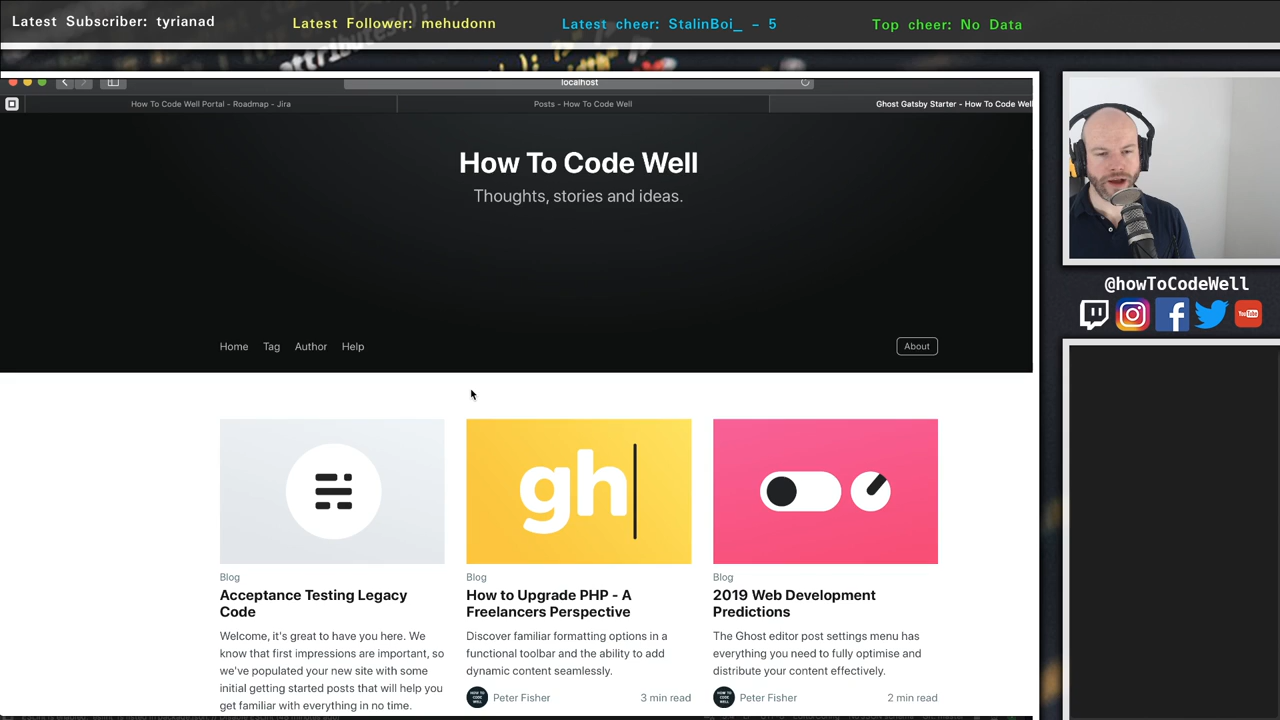 Latest Subscriber: tyrianad
Latest Follower: mehudonn
Latest cheer: StalinBoi_ - 5
Top cheer: No Data
localhost
How To Code Well Portal - Roadmap - Jira
Posts - How To Code Well
Ghost Gatsby Starter - How To Code Well
How To Code Well
Thoughts, stories and ideas.
Home
Tag
Author
Help
About
@howToCodeWell
gh
Blog
Acceptance Testing Legacy
Code
Welcome, it's great to have you here. We
know that first impressions are important, so
we've populated your new site with some
initial getting started posts that will help you
get familiar with everything in no time.
Blog
How to Upgrade PHP - A
Freelancers Perspective
Discover familiar formatting options in a
functional toolbar and the ability to add
dynamic content seamlessly.
Peter Fisher
3 min read
Blog
2019 Web Development
Predictions
The Ghost editor post settings menu has
everything you need to fully optimise and
distribute your content effectively.
Peter Fisher
2 min read